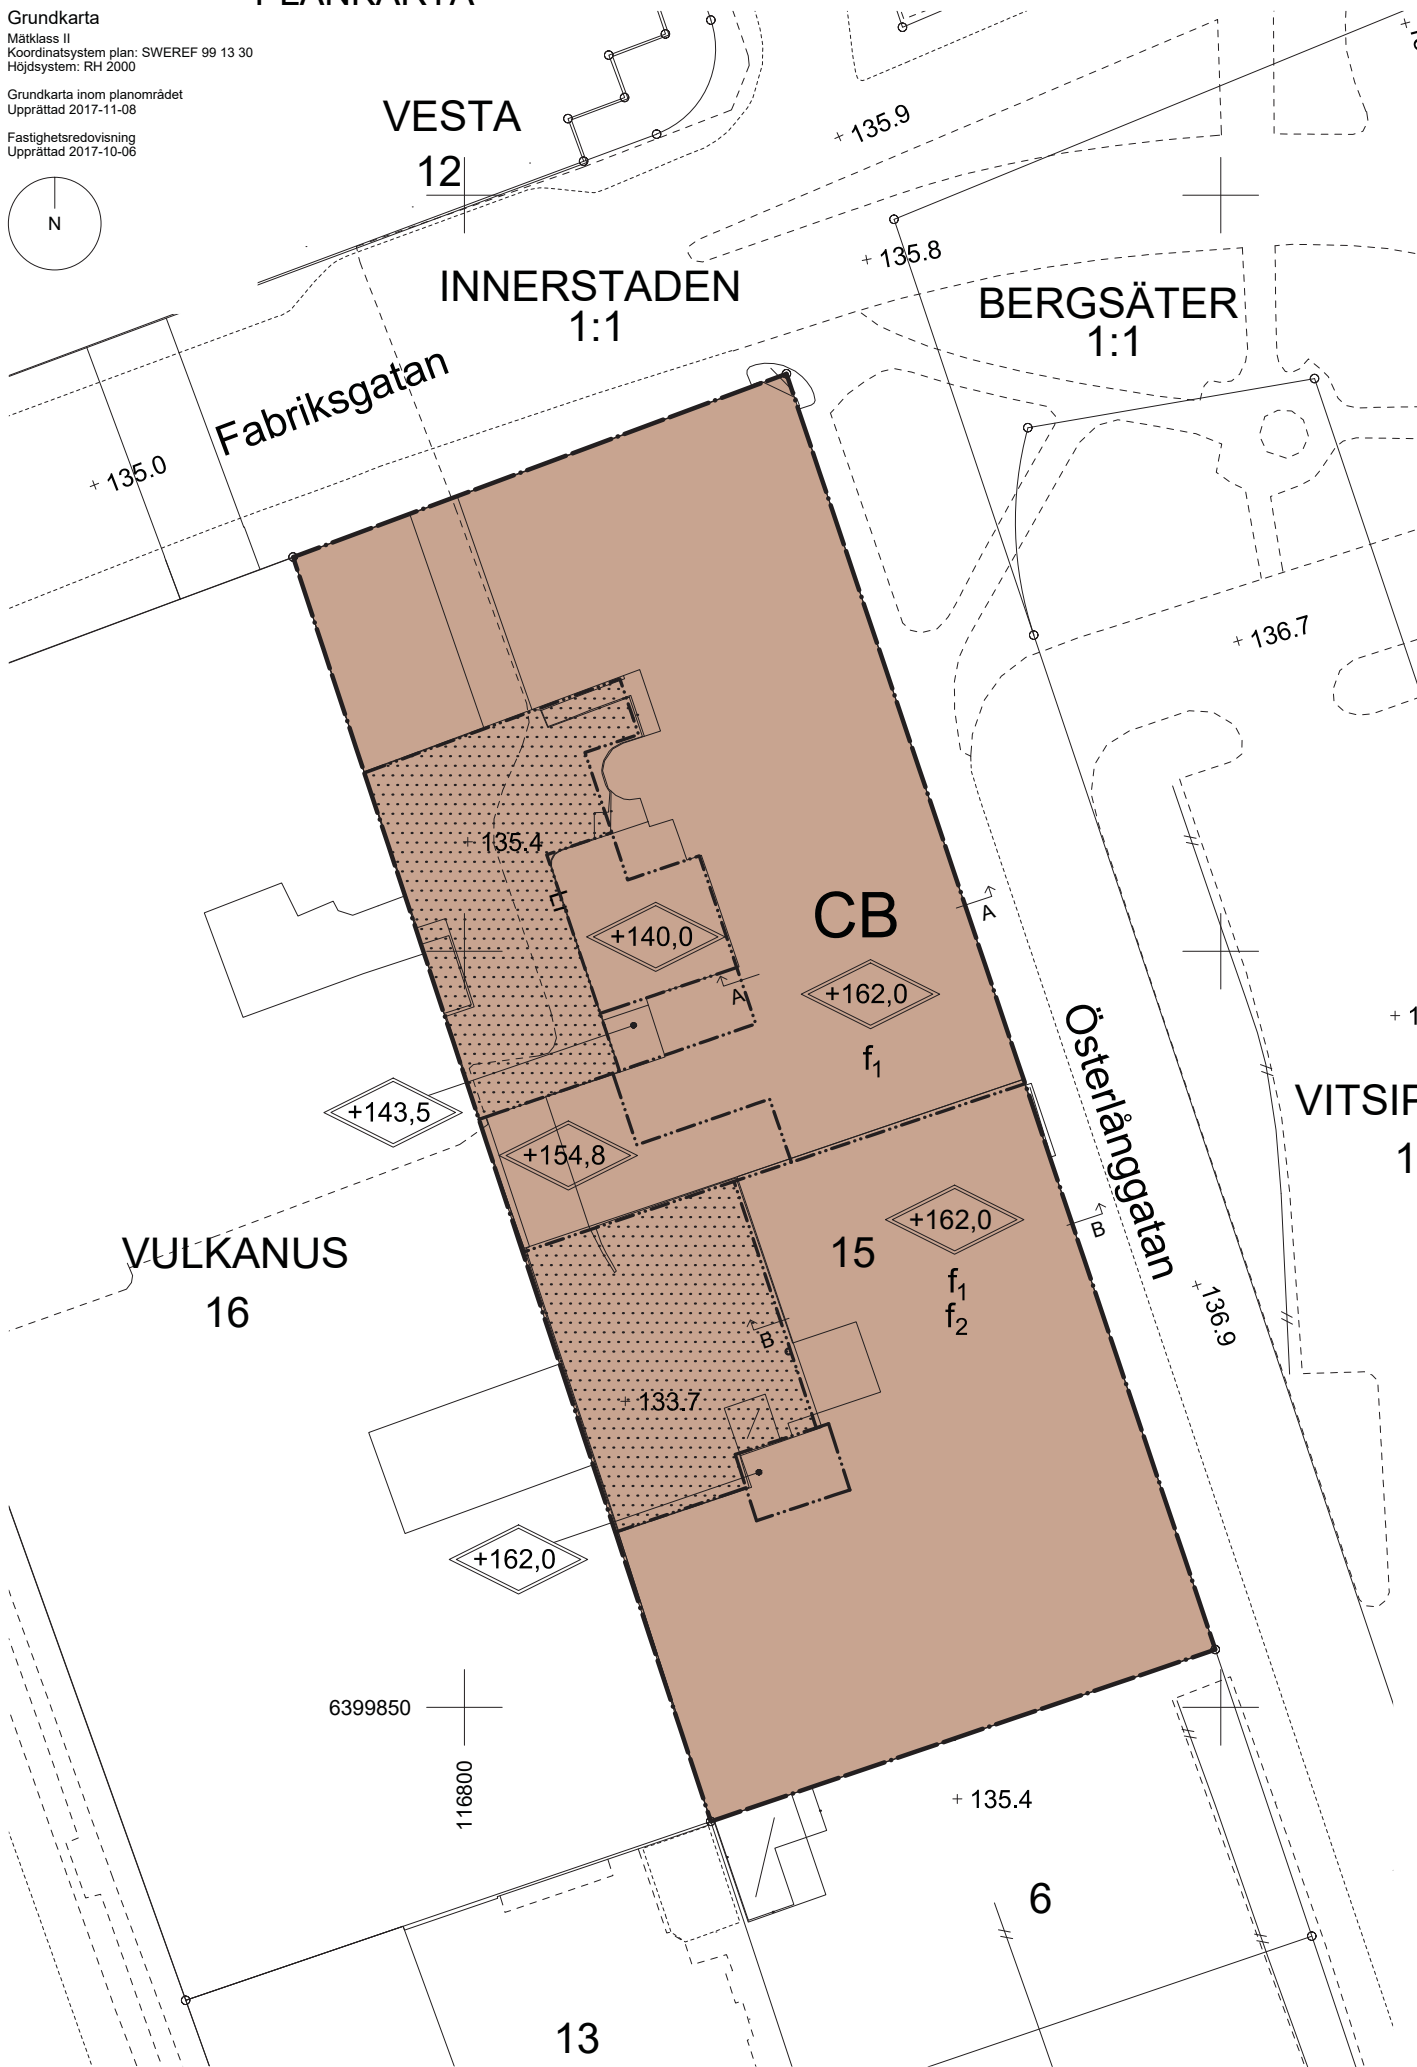 Grundkarta
Mätklass II
Koordinatsystem plan: SWEREF 99 13 30
Höjdsystem: RH 2000
Grundkarta inom planområdet
Upprättad 2017-11-08
Fastighetsredovisning
Upprättad 2017-10-06
N
VESTA
12
+ 135.9
+ 135.8
INNERSTADEN
1:1
BERGSÄTER
1:1
Fabriksgatan
+ 135.0
+ 136.7
+ 135.4
CB
A
+140,0
A
+162,0
f1
Österlånggatan
+143,5
+154,8
+162,0
B
15
f1
f2
VULKANUS
16
B
+ 136.9
+ 133.7
+162,0
6399850
116800
+ 135.4
6
13